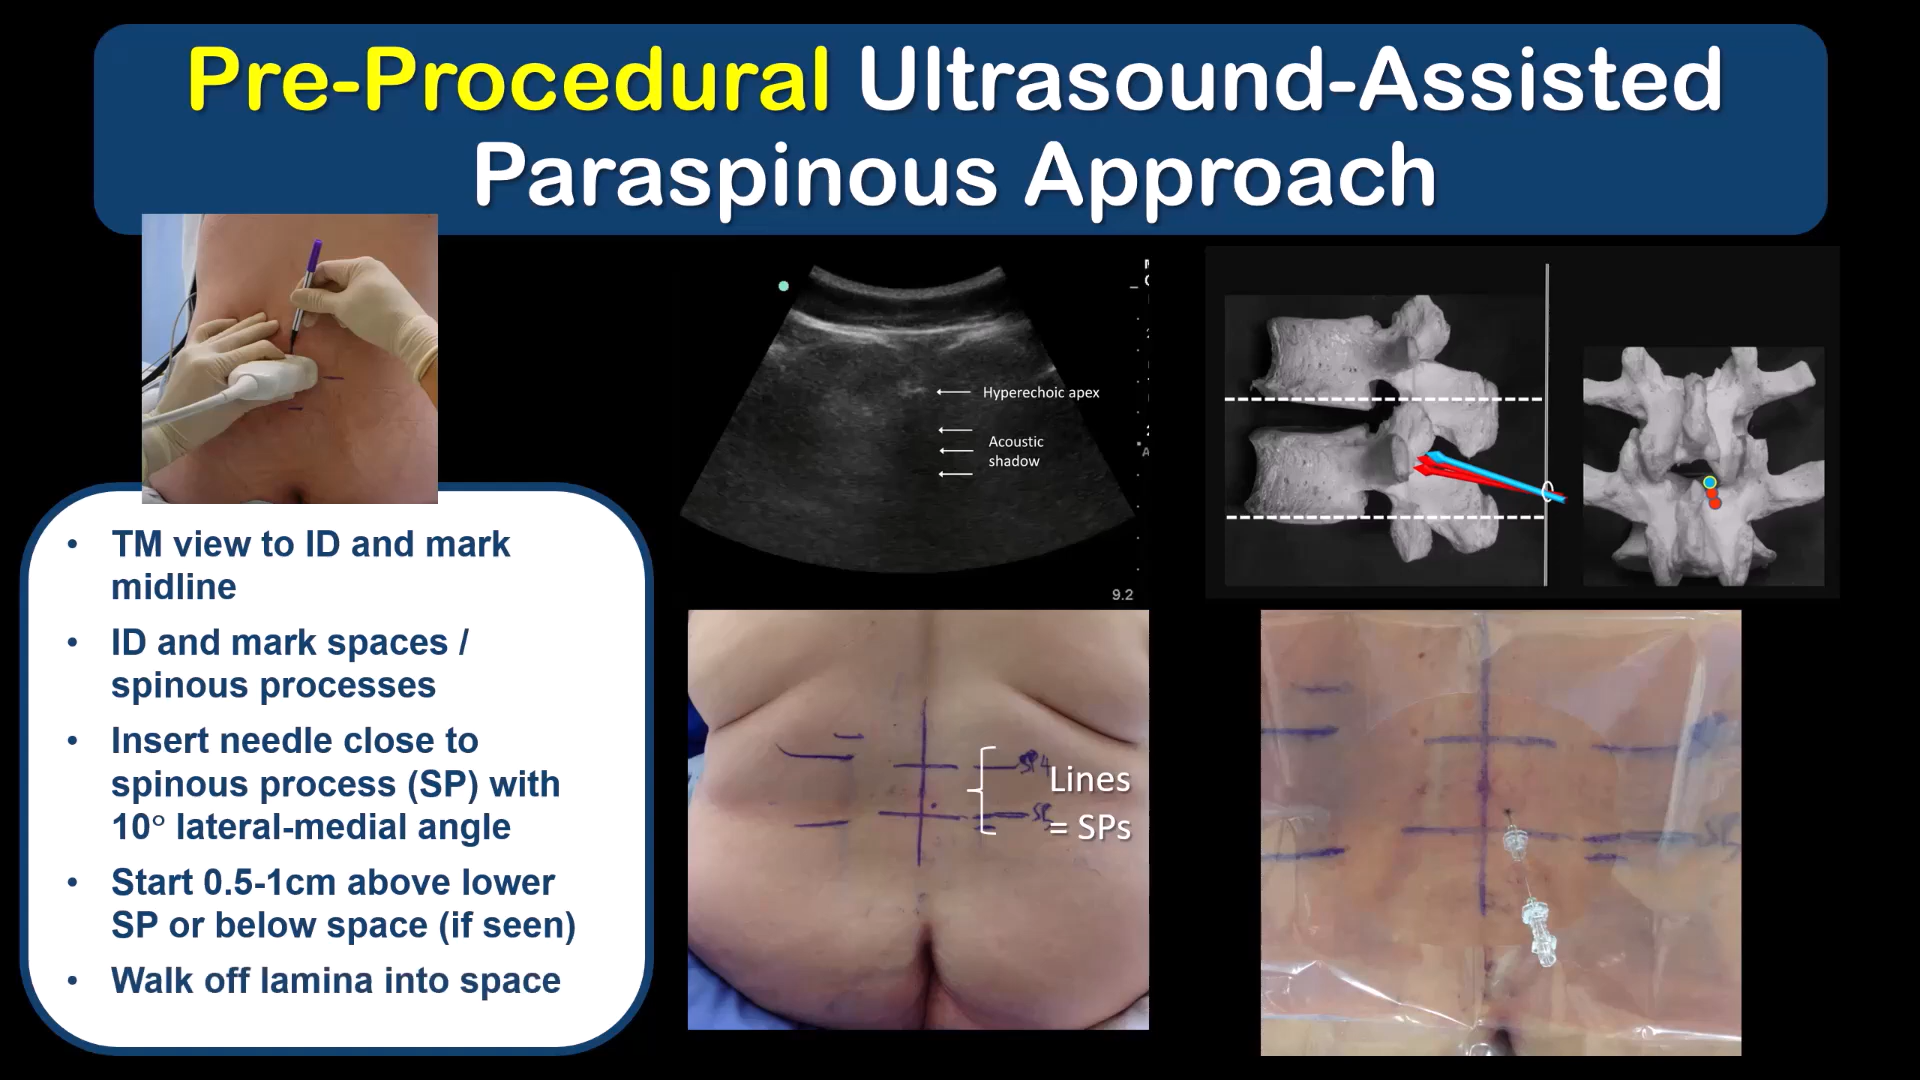 Pre-Procedural Ultrasound-Assisted
Paraspinous Approach
• TM view to ID and mark
midline
• ID and mark spaces /
spinous processes
• Insert needle close to
spinous process (SP) with
10° lateral-medial angle
• Start 0.5-1cm above lower
SP or below space (if seen)
• Walk off lamina into space
Hyperechoic apex
Acoustic
shadow
9.2
Lines
= SPs